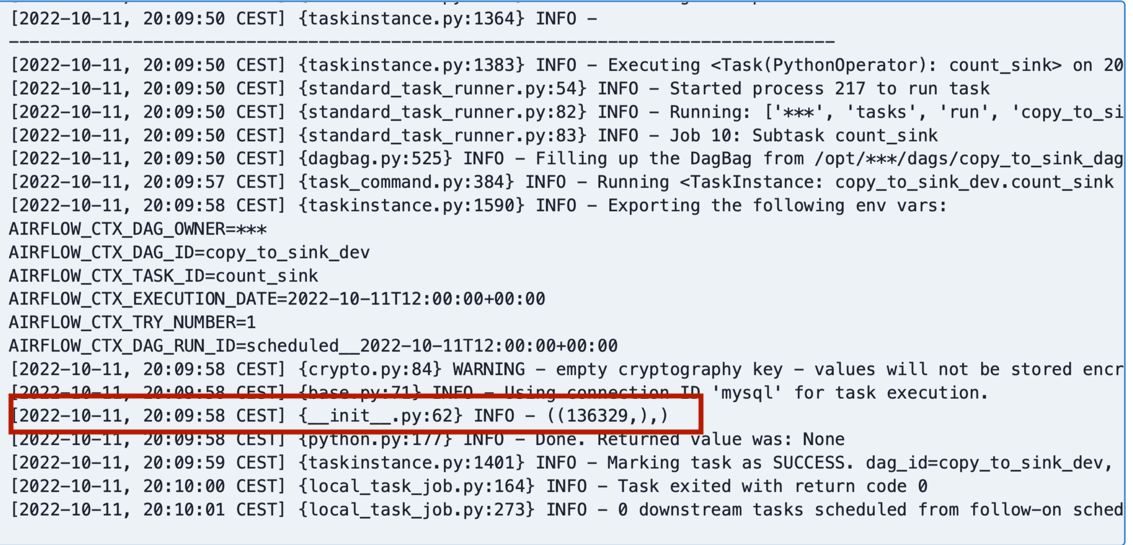 [2022-10-11, 20:09:50 CEST] {taskinstance.py:1364} INFO -
--------------------------------------------------------------------------------
[2022-10-11, 20:09:50 CEST] {taskinstance.py:1383} INFO - Executing <Task(PythonOperator): count_sink> on 20
[2022-10-11, 20:09:50 CEST] {standard_task_runner.py:54} INFO - Started process 217 to run task
[2022-10-11, 20:09:50 CEST] {standard_task_runner.py:82} INFO - Running: ['***', 'tasks', 'run', 'copy_to_si
[2022-10-11, 20:09:50 CEST] {standard_task_runner.py:83} INFO - Job 10: Subtask count_sink
[2022-10-11, 20:09:50 CEST] {dagbag.py:525} INFO - Filling up the DagBag from /opt/***/dags/copy_to_sink_dag
[2022-10-11, 20:09:57 CEST] {task_command.py:384} INFO - Running <TaskInstance: copy_to_sink_dev.count_sink
[2022-10-11, 20:09:58 CEST] {taskinstance.py:1590} INFO - Exporting the following env vars:
AIRFLOW_CTX_DAG_OWNER=***
AIRFLOW_CTX_DAG_ID=copy_to_sink_dev
AIRFLOW_CTX_TASK_ID=count_sink
AIRFLOW_CTX_EXECUTION_DATE=2022-10-11T12:00:00+00:00
AIRFLOW_CTX_TRY_NUMBER=1
AIRFLOW_CTX_DAG_RUN_ID=scheduled__2022-10-11T12:00:00+00:00
[2022-10-11, 20:09:58 CEST] {crypto.py:84} WARNING - empty cryptography key - values will not be stored encr
[2022-10-11, 20:09:58 CEST] {base.py:71} INFO - Using connection ID 'mysql' for task execution.
[2022-10-11, 20:09:58 CEST] {__init__.py:62} INFO - ((136329,),)
[2022-10-11, 20:09:58 CEST] {python.py:177} INFO - Done. Returned value was: None
[2022-10-11, 20:09:59 CEST] {taskinstance.py:1401} INFO - Marking task as SUCCESS. dag_id=copy_to_sink_dev,
[2022-10-11, 20:10:00 CEST] {local_task_job.py:164} INFO - Task exited with return code 0
[2022-10-11, 20:10:01 CEST] {local_task_job.py:273} INFO - 0 downstream tasks scheduled from follow-on sched